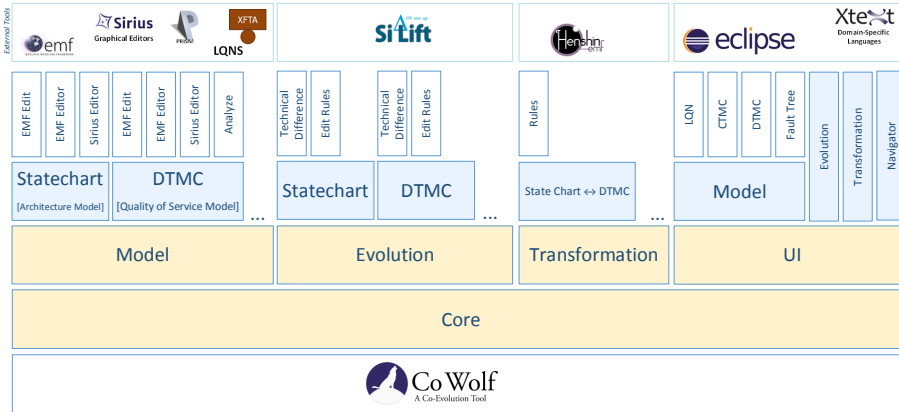 External Tools
emf
Sirius
Graphical Editors
PRISM
XFTA
LQNS
SiLift
Henshin
emf
eclipse
Xtext
Domain-Specific
Languages
EMF Edit
EMF Editor
Sirius Editor
EMF Edit
EMF Editor
Sirius Editor
Analyze
Technical
Difference
Edit Rules
Technical
Difference
Edit Rules
Rules
LQN
CTMC
DTMC
Fault Tree
Evolution
Transformation
Navigator
Statechart
[Architecture Model]
DTMC
[Quality of Service Model]
...
Statechart
DTMC
...
State Chart ↔ DTMC
...
Model
Model
Evolution
Transformation
UI
Core
CoWolf
A Co-Evolution Tool